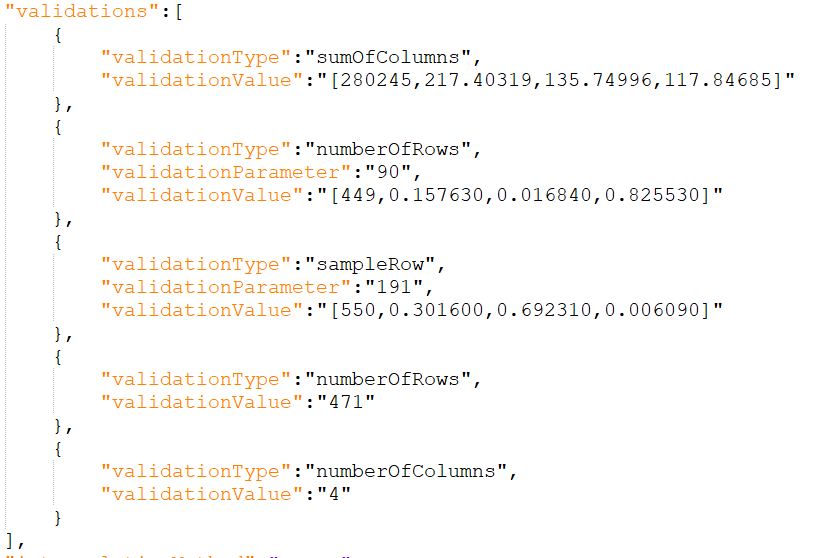 "validations":[
{
"validationType":"sumOfColumns",
"validationValue":"[280245,217.40319,135.74996,117.84685]"
},
{
"validationType":"numberOfRows",
"validationParameter":"90",
"validationValue":"[449,0.157630,0.016840,0.825530]"
},
{
"validationType":"sampleRow",
"validationParameter":"191",
"validationValue":"[550,0.301600,0.692310,0.006090]"
},
{
"validationType":"numberOfRows",
"validationValue":"471"
},
{
"validationType":"numberOfColumns",
"validationValue":"4"
}
],